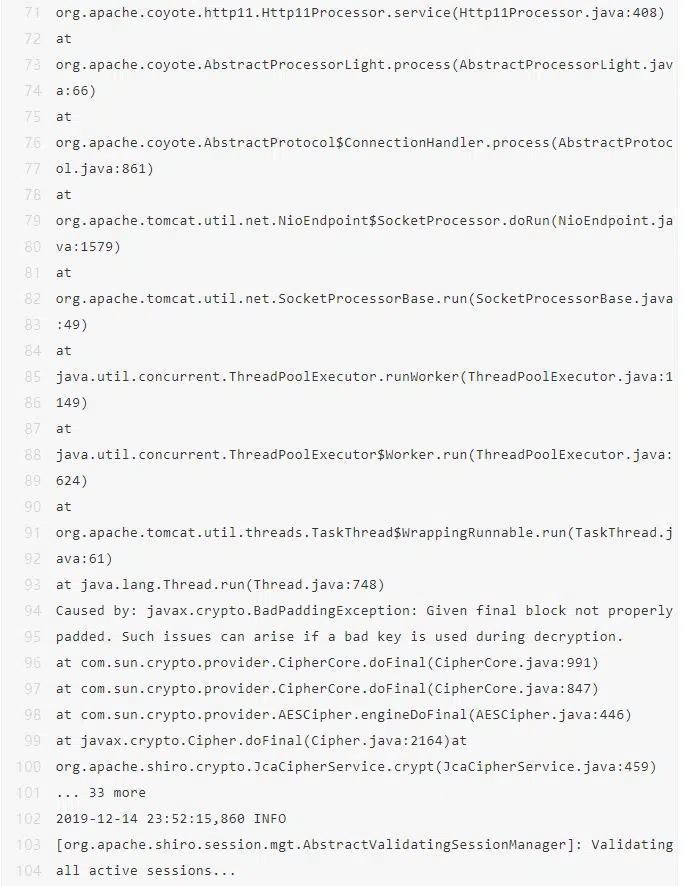 71 org.apache.coyote.http11.Http11Processor.service(Http11Processor.java:408)
72 at
73 org.apache.coyote.AbstractProcessorLight.process(AbstractProcessorLight.jav
74 a:66)
75 at
76 org.apache.coyote.AbstractProtocol$ConnectionHandler.process(AbstractProtoc
77 ol.java:861)
78 at
79 org.apache.tomcat.util.net.NioEndpoint$SocketProcessor.doRun(NioEndpoint.ja
80 va:1579)
81 at
82 org.apache.tomcat.util.net.SocketProcessorBase.run(SocketProcessorBase.java
83 :49)
84 at
85 java.util.concurrent.ThreadPoolExecutor.runWorker(ThreadPoolExecutor.java:1
86 149)
87 at
88 java.util.concurrent.ThreadPoolExecutor$Worker.run(ThreadPoolExecutor.java:
89 624)
90 at
91 org.apache.tomcat.util.threads.TaskThread$WrappingRunnable.run(TaskThread.j
92 ava:61)
93 at java.lang.Thread.run(Thread.java:748)
94 Caused by: javax.crypto.BadPaddingException: Given final block not properly
95 padded. Such issues can arise if a bad key is used during decryption.
96 at com.sun.crypto.provider.CipherCore.doFinal(CipherCore.java:991)
97 at com.sun.crypto.provider.CipherCore.doFinal(CipherCore.java:847)
98 at com.sun.crypto.provider.AESCipher.engineDoFinal(AESCipher.java:446)
99 at javax.crypto.Cipher.doFinal(Cipher.java:2164)at
100 org.apache.shiro.crypto.JcaCipherService.crypt(JcaCipherService.java:459)
101 ... 33 more
102 2019-12-14 23:52:15,860 INFO
103 [org.apache.shiro.session.mgt.AbstractValidatingSessionManager]: Validating
104 all active sessions...